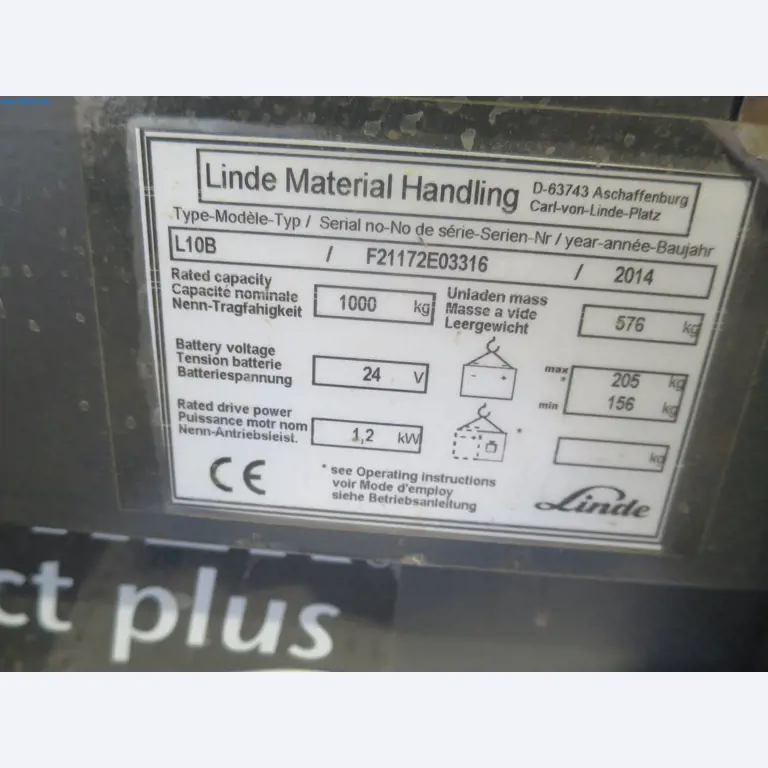 Linde Material Handling
D-63743 Aschaffenburg
Carl-von-Linde-Platz
Type-Modèle-Typ / Serial no-No de série-Serien-Nr / year-année-Baujahr
L10B / F21172E03316 / 2014
Rated capacity
Capacité nominale
Nenn-Tragfahigkeit
1000 kg
Unladen mass
Masse a vide
Leergewicht
576 kg
Battery voltage
Tension batterie
Batteriespannung
24 V
- +
max
*
205 kg
min
156 kg
Rated drive power
Puissance motr nom
Nenn-Antriebsleist.
1,2 kW
*
kg
CE
* see Operating instructions
voir Mode d'employ
siehe Betriebsanleitung
Linde
ct plus